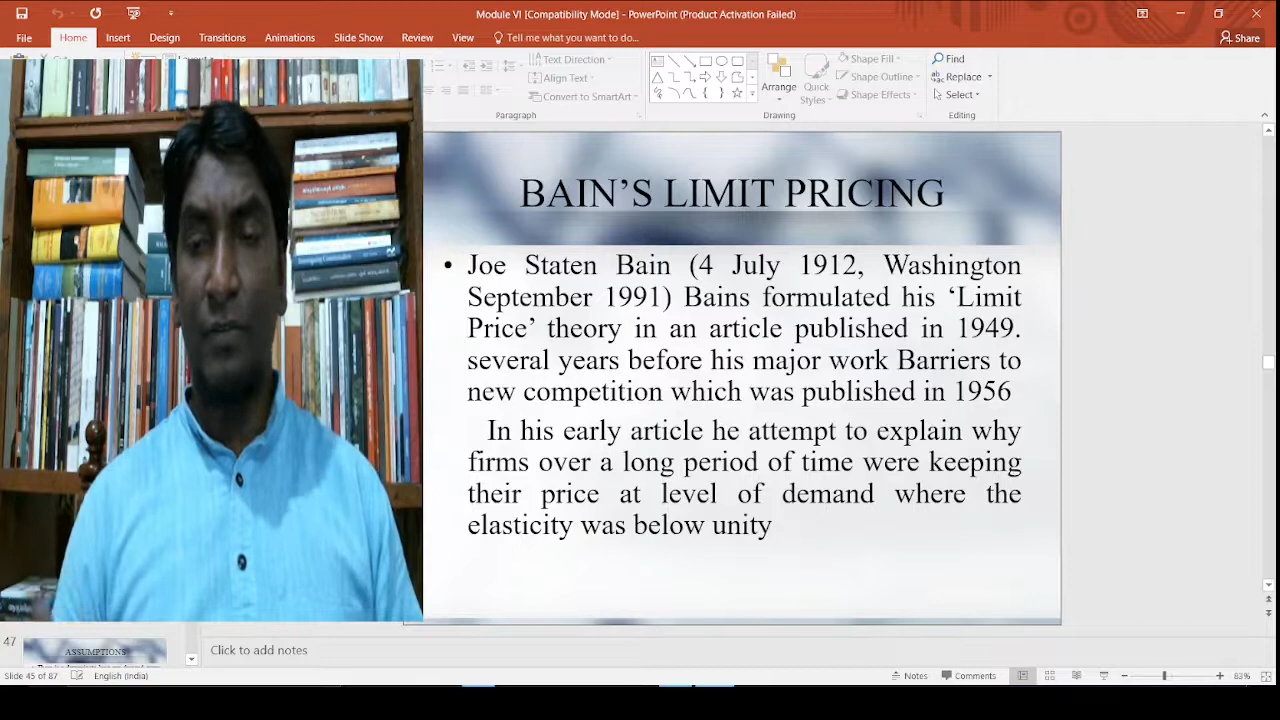 Module VI [Compatibility Mode] - PowerPoint (Product Activation Failed)
File Home Insert Design Transitions Animations Slide Show Review View Tell me what you want to do... Share
Text Direction
Align Text
Convert to SmartArt
Paragraph
Arrange
Quick
Styles
Shape Fill
Shape Outline
Shape Effects
Drawing
Find
Replace
Select
Editing
BAIN’S LIMIT PRICING
• Joe Staten Bain (4 July 1912, Washington
September 1991) Bains formulated his ‘Limit
Price’ theory in an article published in 1949.
several years before his major work Barriers to
new competition which was published in 1956
In his early article he attempt to explain why
firms over a long period of time were keeping
their price at level of demand where the
elasticity was below unity
47
ASSUMPTIONS
Click to add notes
Slide 45 of 87 English (India) Notes Comments 83%